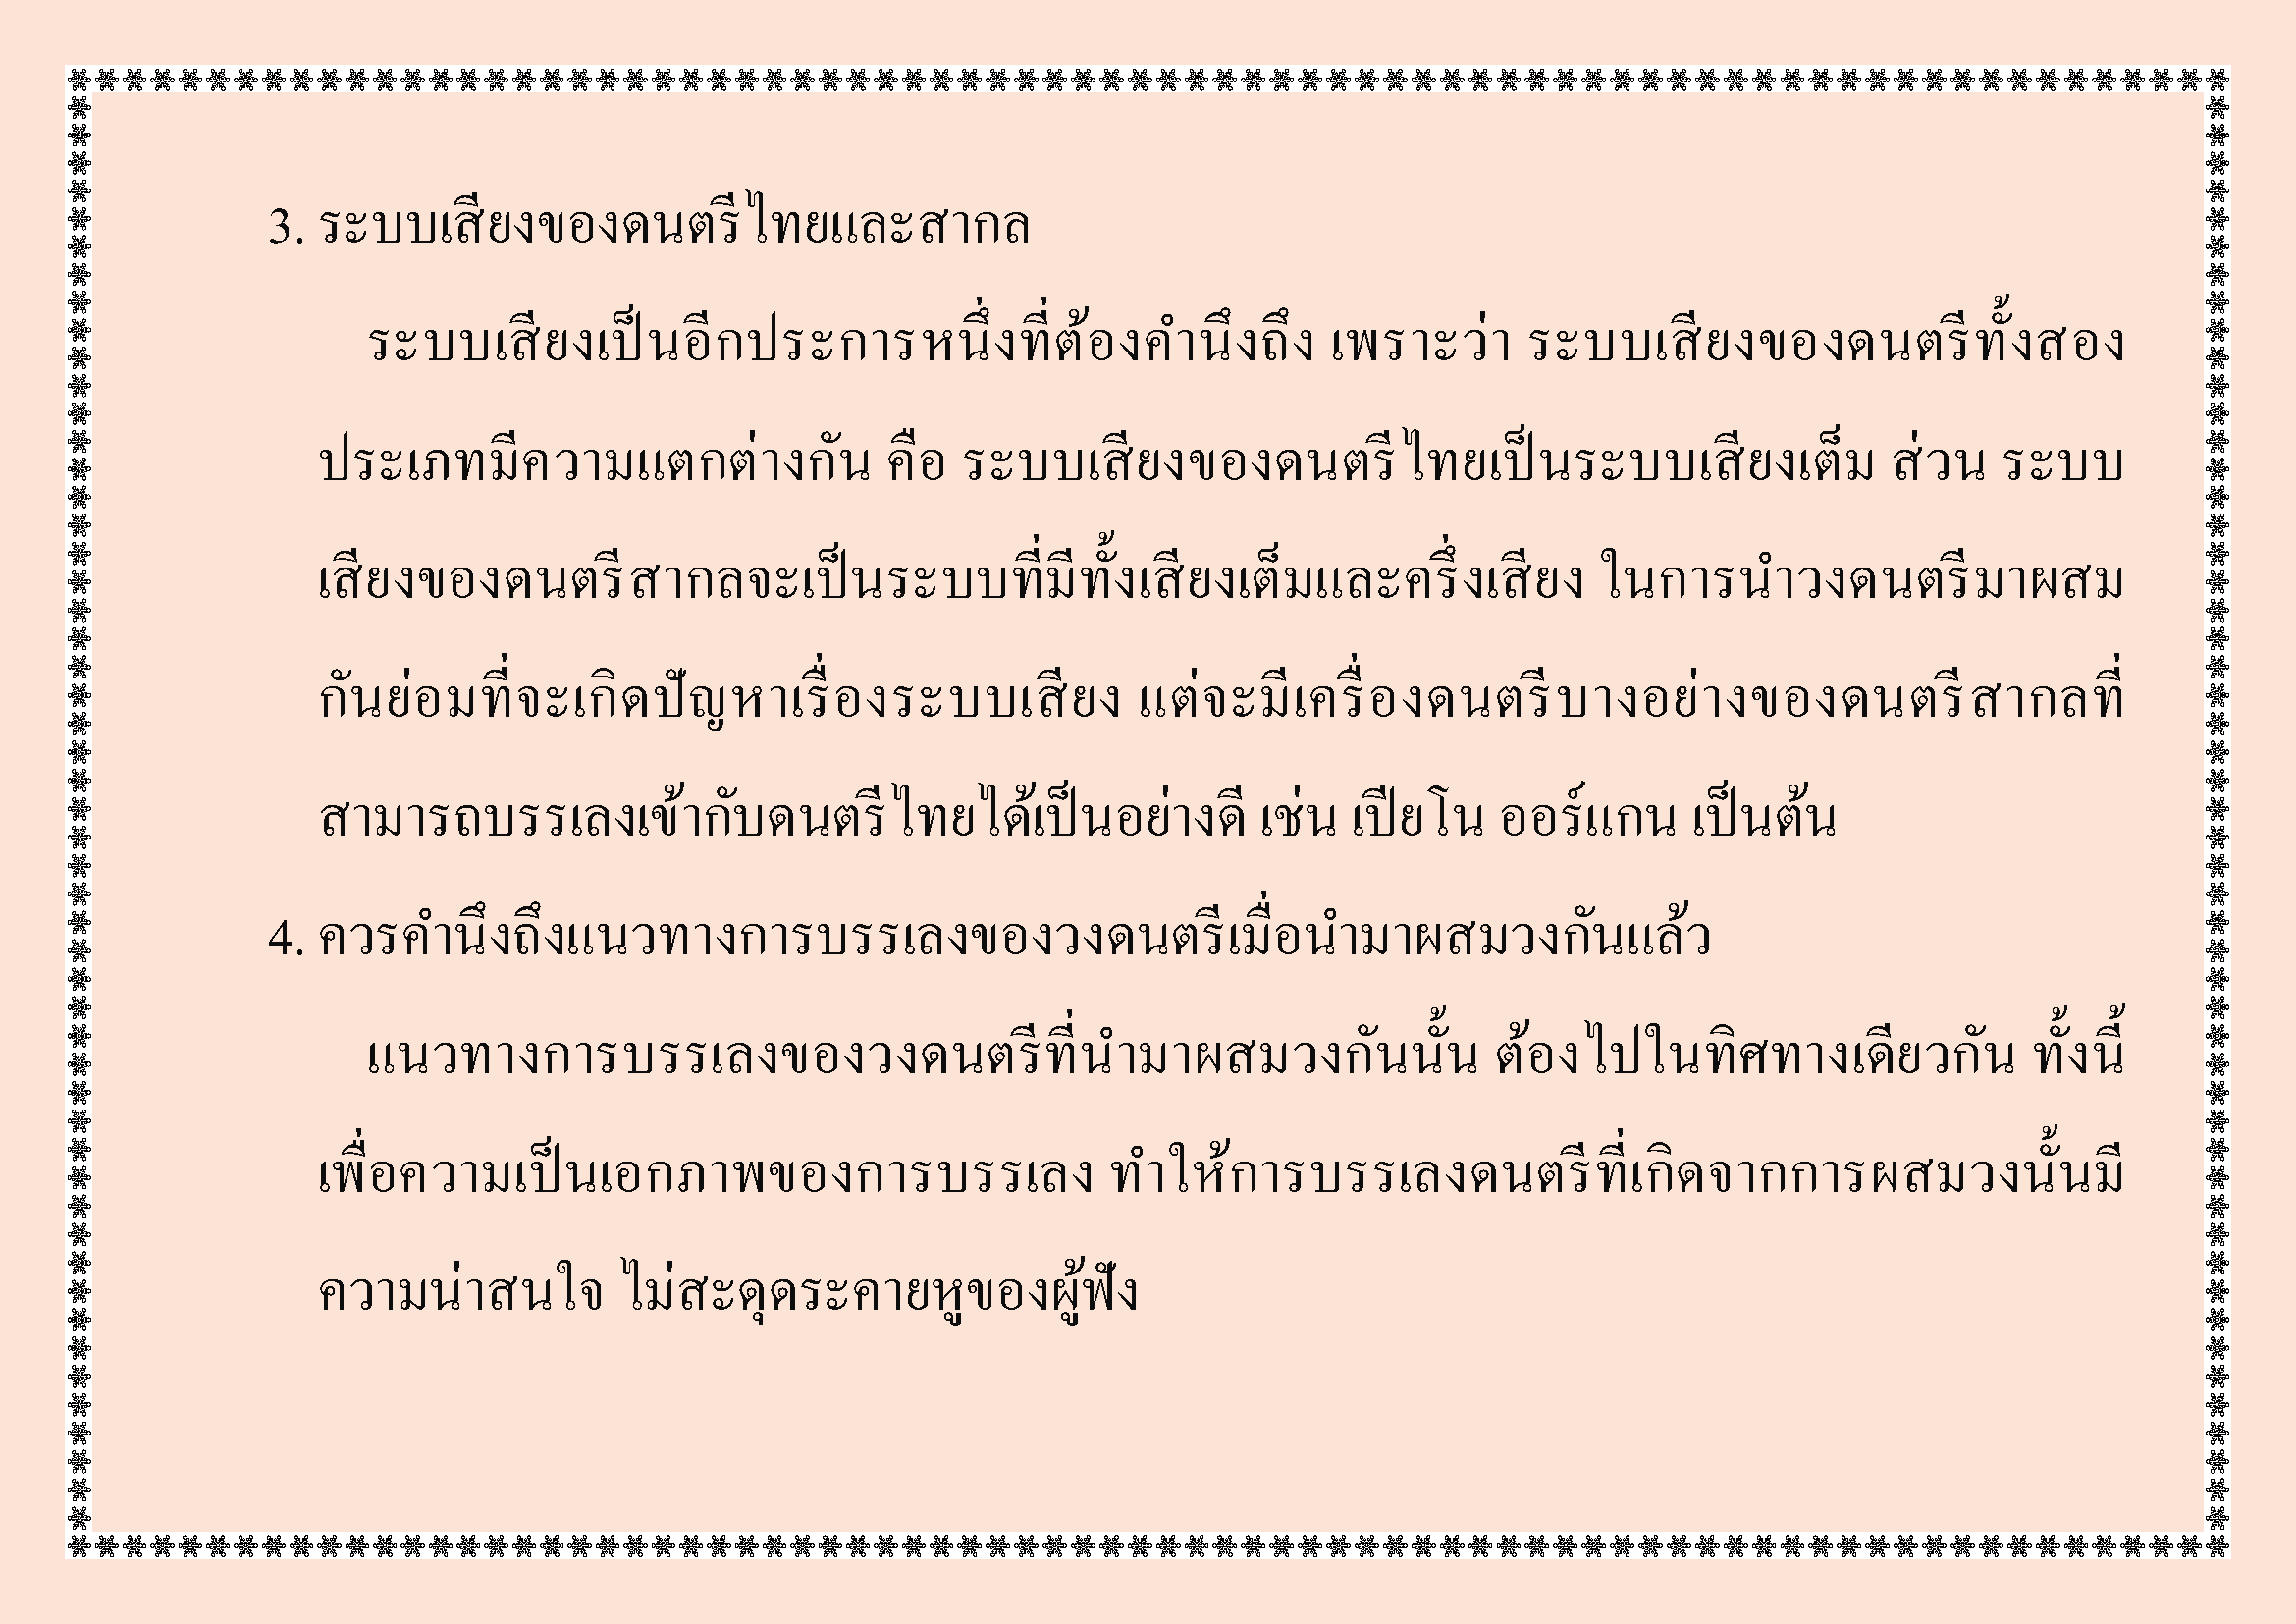 3. ระบบเสียงของดนตรีไทยและสากล
ระบบเสียงเป็นอีกประการหนึ่งที่ต้องคำนึงถึง เพราะว่า ระบบเสียงของดนตรีทั้งสอง
ประเภทมีความแตกต่างกัน คือ ระบบเสียงของดนตรีไทยเป็นระบบเสียงเต็ม ส่วน ระบบ
เสียงของดนตรีสากลจะเป็นระบบที่มีทั้งเสียงเต็มและครึ่งเสียง ในการนำวงดนตรีมาผสม
กันย่อมที่จะเกิดปัญหาเรื่องระบบเสียง แต่จะมีเครื่องดนตรีบางอย่างของดนตรีสากลที่
สามารถบรรเลงเข้ากับดนตรีไทยได้เป็นอย่างดี เช่น เปียโน ออร์แกน เป็นต้น
4. ควรคำนึงถึงแนวทางการบรรเลงของวงดนตรีเมื่อนำมาผสมวงกันแล้ว
แนวทางการบรรเลงของวงดนตรีที่นำมาผสมวงกันนั้น ต้องไปในทิศทางเดียวกัน ทั้งนี้
เพื่อความเป็นเอกภาพของการบรรเลง ทำให้การบรรเลงดนตรีที่เกิดจากการผสมวงนั้นมี
ความน่าสนใจ ไม่สะดุดระคายหูของผู้ฟัง